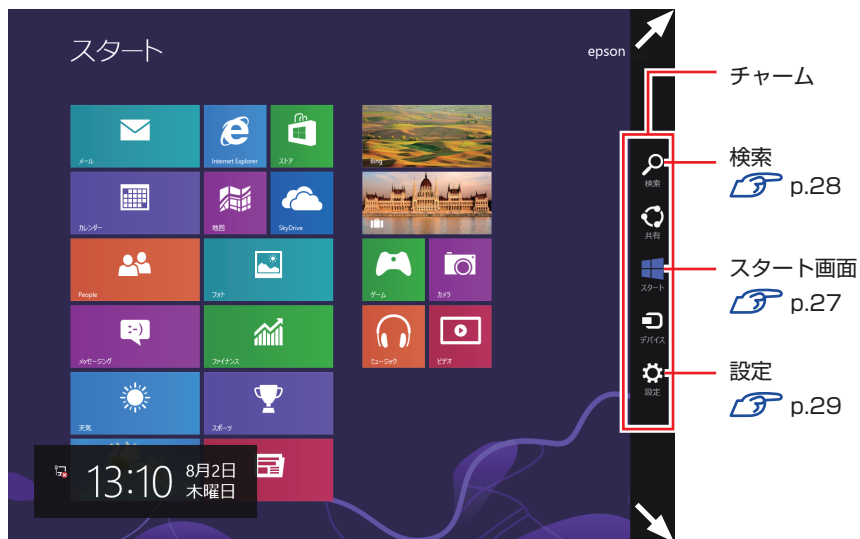 スタート
epson
メール
Internet Explorer
ストア
Bing
カレンダー
地図
SkyDrive
People
フォト
ゲーム
カメラ
メッセージング
ファイナンス
ミュージック
ビデオ
天気
スポーツ
13:10
8月2日
木曜日
検索
共有
スタート
デバイス
設定
チャーム
検索
p.28
スタート画面
p.27
設定
p.29